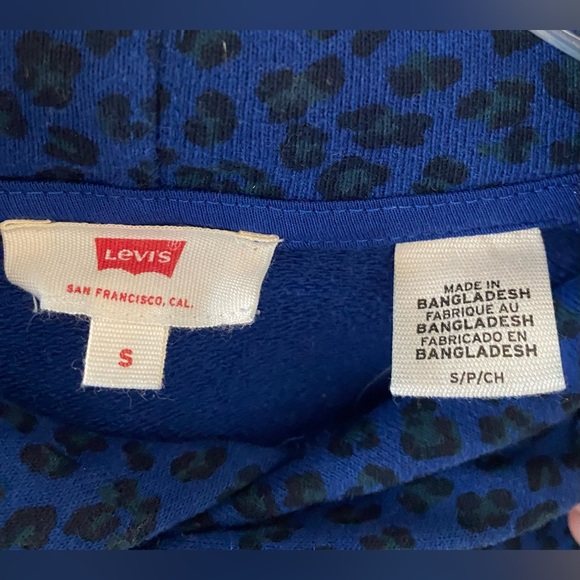 LEVI'S
SAN FRANCISCO, CAL.
S
MADE IN
BANGLADESH
FABRIQUE AU
BANGLADESH
FABRICADO EN
BANGLADESH
S/P/CH